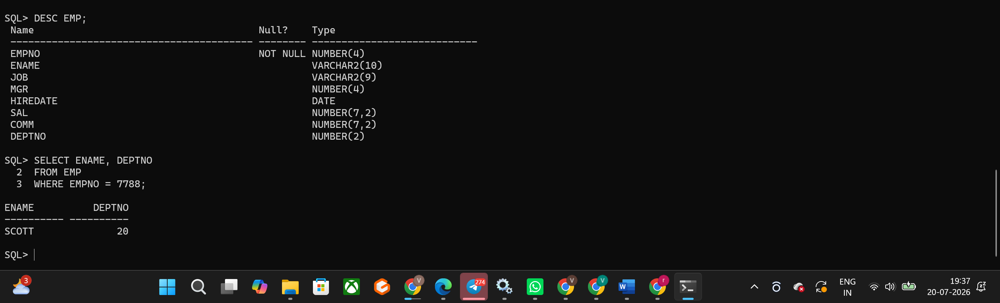 SQL> DESC EMP;
 Name                                      Null?    Type
 ----------------------------------------- -------- ----------------------------
 EMPNO                                     NOT NULL NUMBER(4)
 ENAME                                              VARCHAR2(10)
 JOB                                                VARCHAR2(9)
 MGR                                                NUMBER(4)
 HIREDATE                                           DATE
 SAL                                                NUMBER(7,2)
 COMM                                               NUMBER(7,2)
 DEPTNO                                             NUMBER(2)
SQL> SELECT ENAME, DEPTNO
  2  FROM EMP
  3  WHERE EMPNO = 7788;
ENAME          DEPTNO
---------- ----------
SCOTT              20
SQL>
3
V
274
V
V
W
r
ENG
IN
19:37
20-07-2026